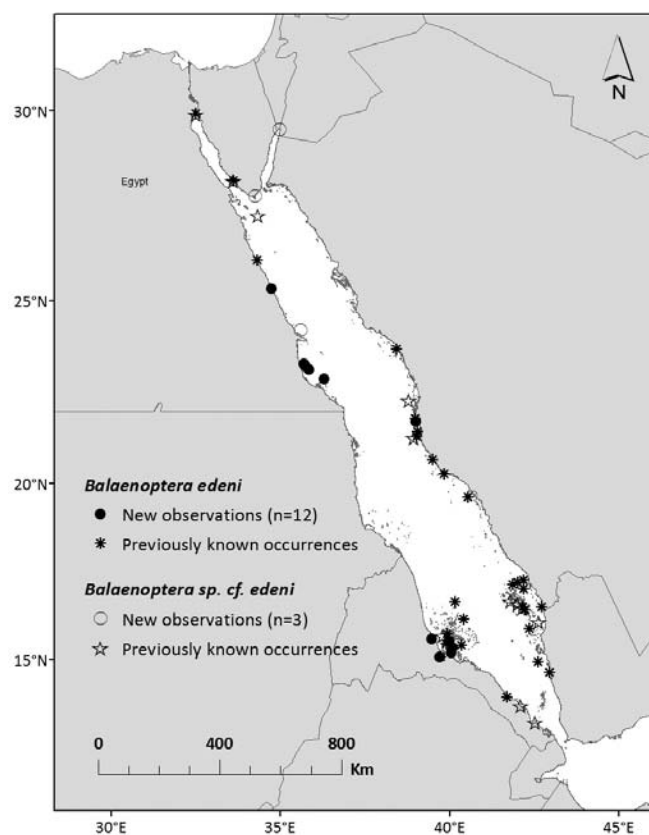 N
30°N
Egypt
25°N
Balaenoptera edeni
New observations (n=12)
20°N
Previously known occurrences
Balaenoptera sp. cf. edeni
New observations (n=3)
Previously known occurrences
15°N
0 400 800
Km
30°E 35°E 40°E 45°E